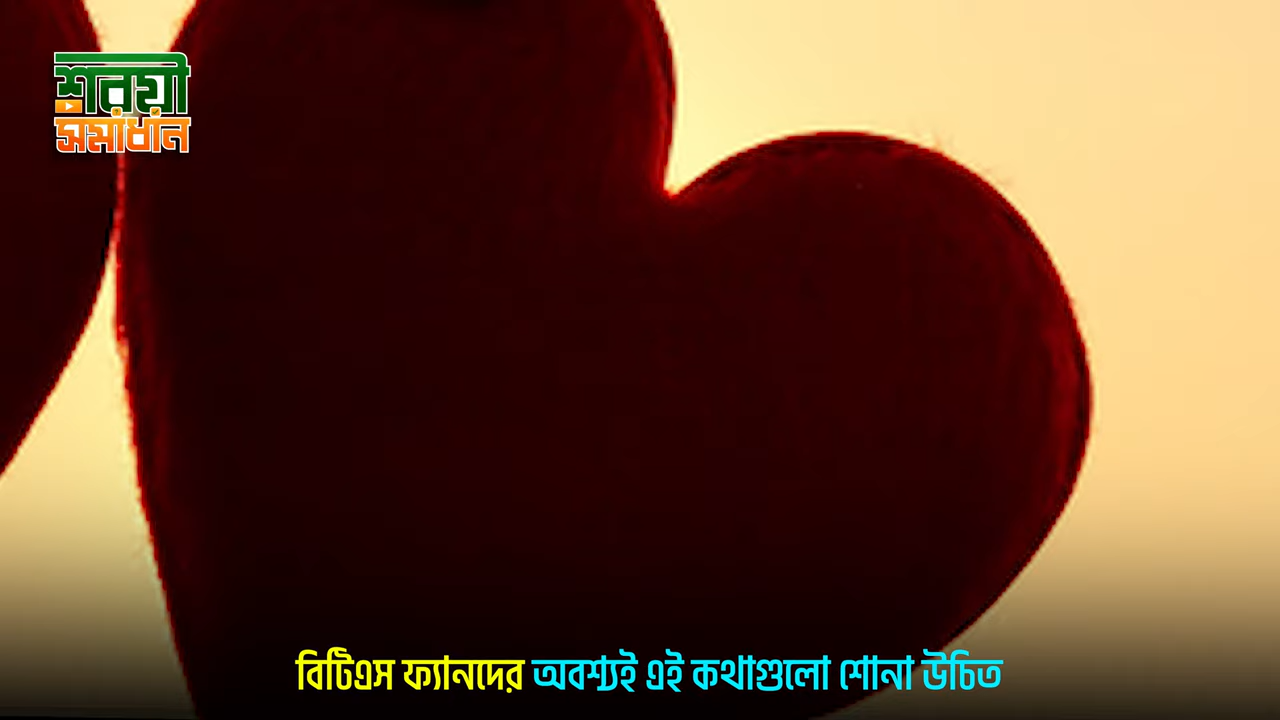 শরয়ী
সমাধান
বিটিএস ফ্যানদের অবশ্যই এই কথাগুলো শোনা উচিত